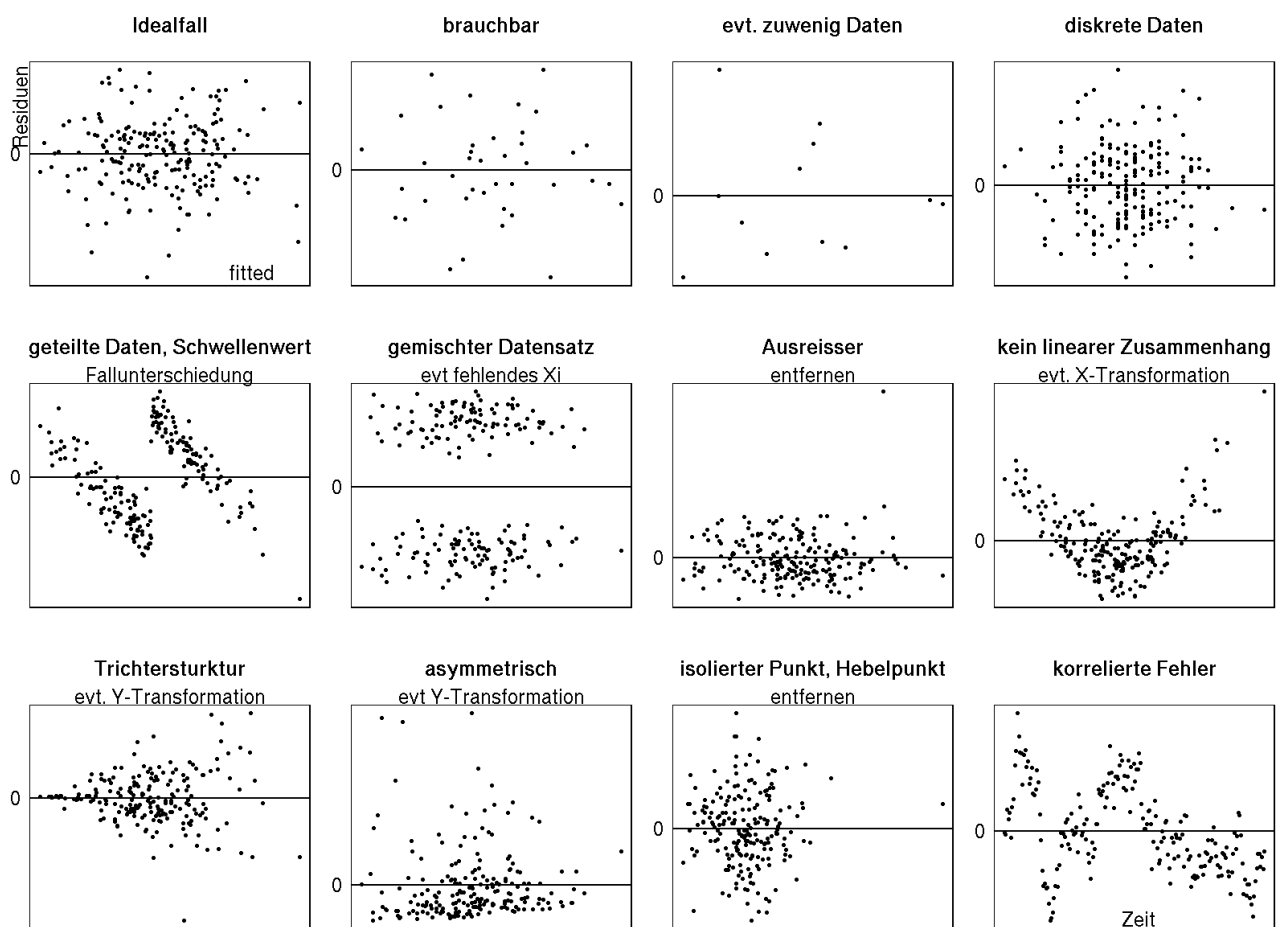 Idealfall
brauchbar
evt. zuwenig Daten
diskrete Daten
Residuen
0
fitted
0
0
0
geteilte Daten, Schwellenwert
Fallunterschiedung
gemischter Datensatz
evt fehlendes Xi
Ausreisser
entfernen
kein linearer Zusammenhang
evt. X-Transformation
0
0
0
0
Trichtersturktur
evt. Y-Transformation
asymmetrisch
evt Y-Transformation
isolierter Punkt, Hebelpunkt
entfernen
korrelierte Fehler
0
0
0
0
Zeit